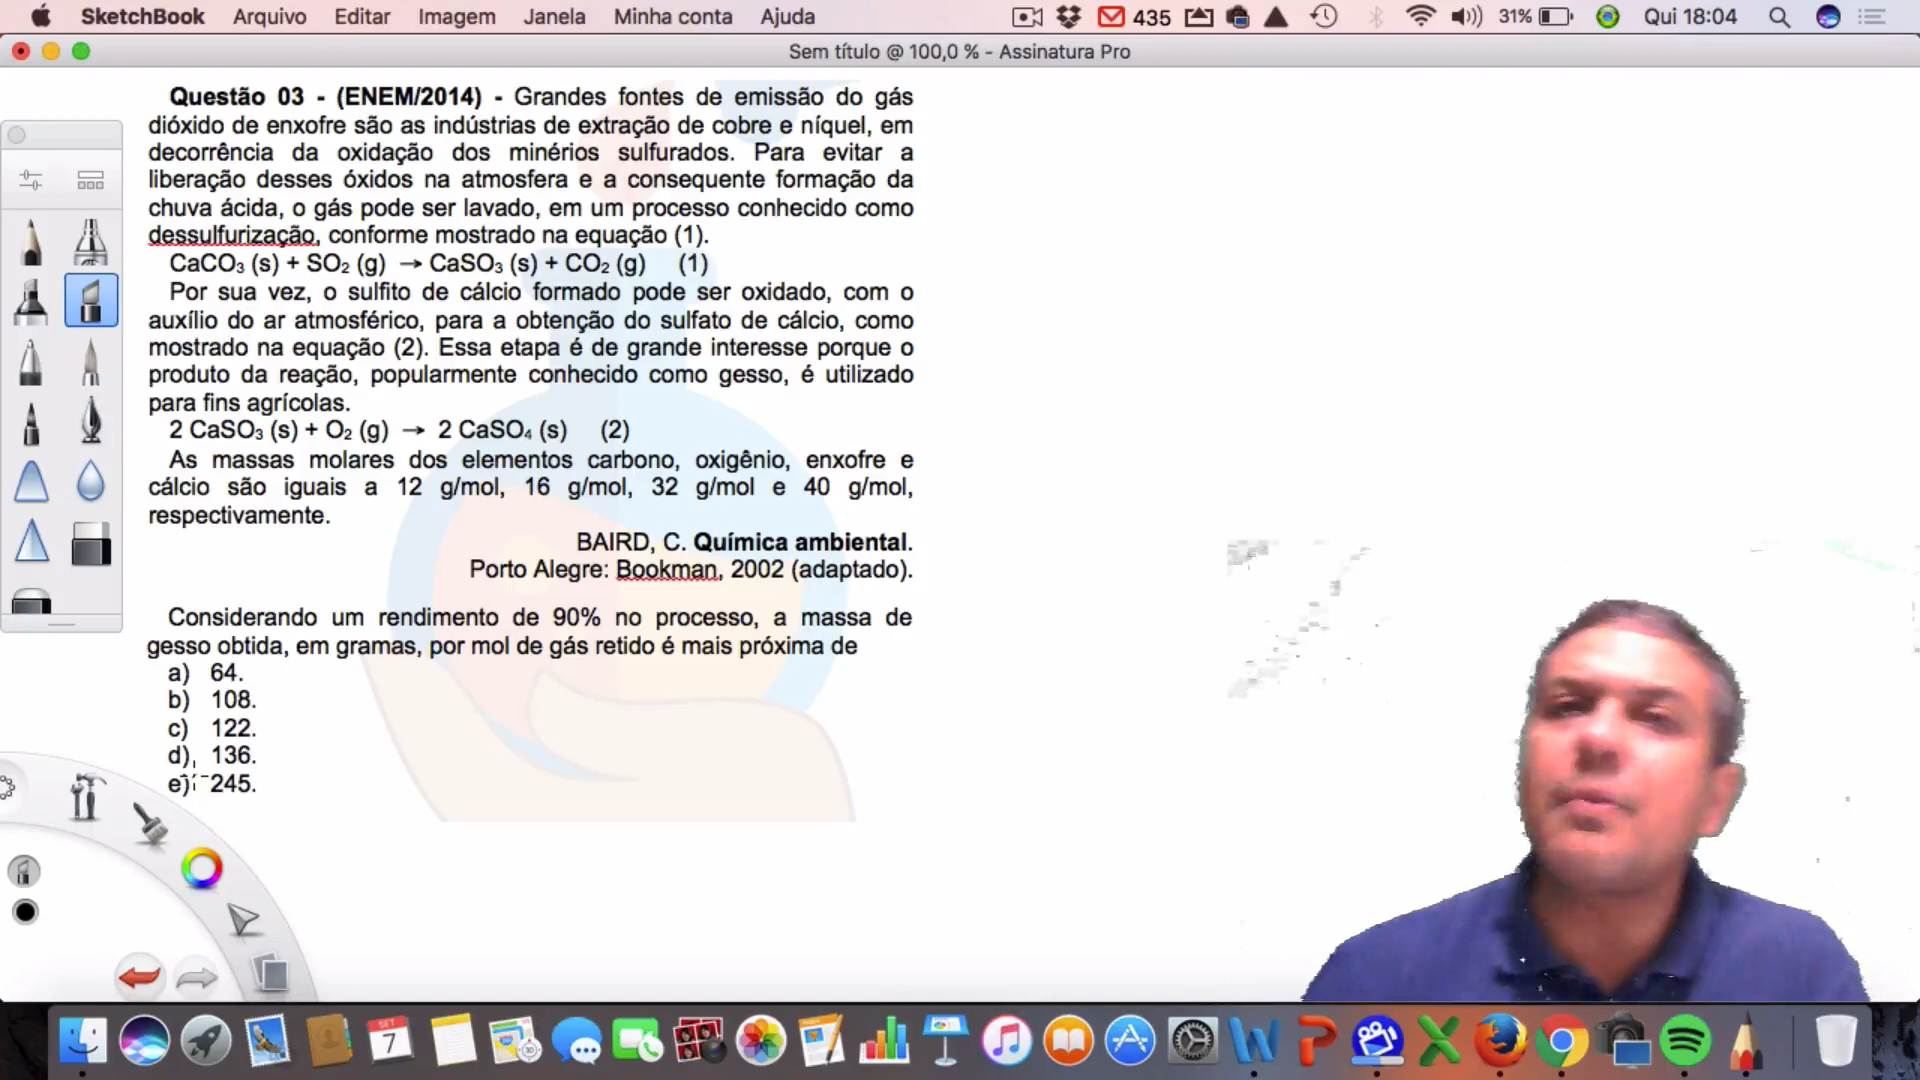 SketchBook Arquivo Editar Imagem Janela Minha conta Ajuda 435 31% Qui 18:04
Sem título @ 100,0 % - Assinatura Pro
Questão 03 - (ENEM/2014) - Grandes fontes de emissão do gás
dióxido de enxofre são as indústrias de extração de cobre e níquel, em
decorrência da oxidação dos minérios sulfurados. Para evitar a
liberação desses óxidos na atmosfera e a consequente formação da
chuva ácida, o gás pode ser lavado, em um processo conhecido como
dessulfurização, conforme mostrado na equação (1).
CaCO₃ (s) + SO₂ (g) → CaSO₃ (s) + CO₂ (g) (1)
Por sua vez, o sulfito de cálcio formado pode ser oxidado, com o
auxílio do ar atmosférico, para a obtenção do sulfato de cálcio, como
mostrado na equação (2). Essa etapa é de grande interesse porque o
produto da reação, popularmente conhecido como gesso, é utilizado
para fins agrícolas.
2 CaSO₃ (s) + O₂ (g) → 2 CaSO₄ (s) (2)
As massas molares dos elementos carbono, oxigênio, enxofre e
cálcio são iguais a 12 g/mol, 16 g/mol, 32 g/mol e 40 g/mol,
respectivamente.
BAIRD, C. Química ambiental.
Porto Alegre: Bookman, 2002 (adaptado).
Considerando um rendimento de 90% no processo, a massa de
gesso obtida, em gramas, por mol de gás retido é mais próxima de
a) 64.
b) 108.
c) 122.
d) 136.
e) 245.
SET
7